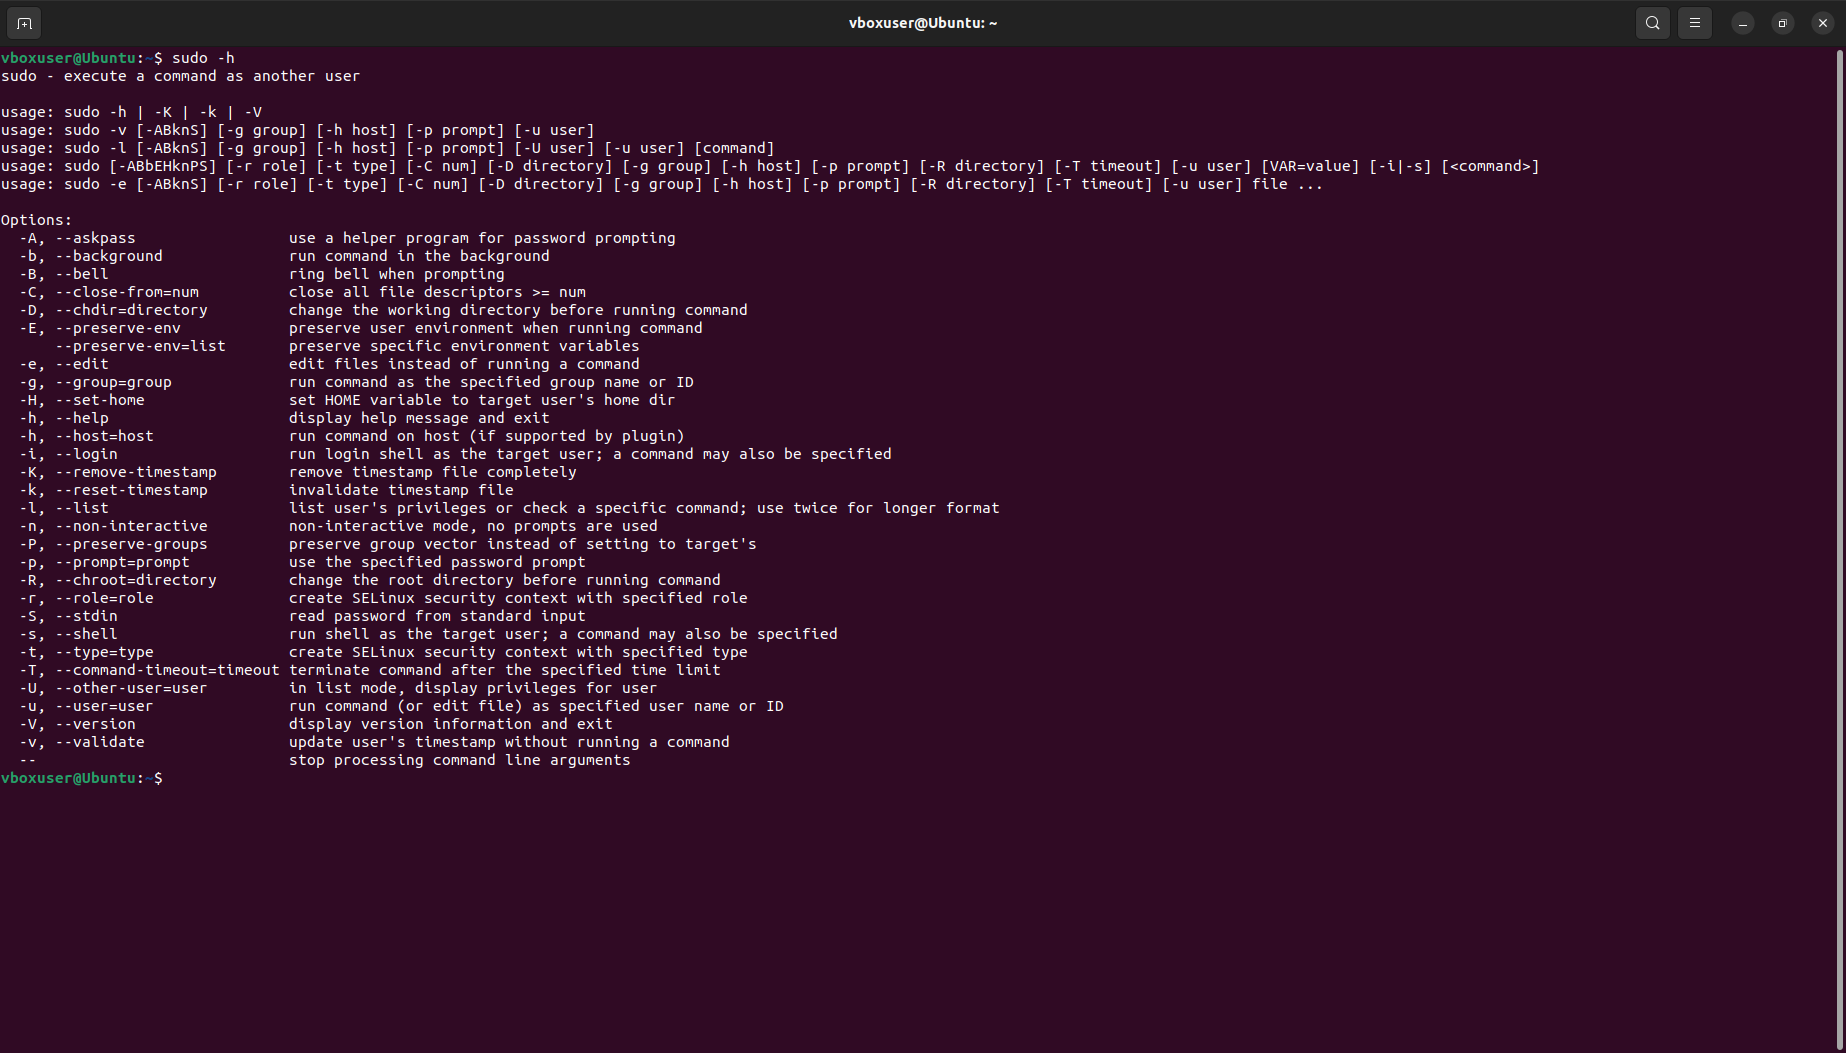 vboxuser@Ubuntu: ~
vboxuser@Ubuntu:~$ sudo -h
sudo - execute a command as another user

usage: sudo -h | -K | -k | -V
usage: sudo -v [-ABknS] [-g group] [-h host] [-p prompt] [-u user]
usage: sudo -l [-ABknS] [-g group] [-h host] [-p prompt] [-U user] [-u user] [command]
usage: sudo [-ABbEHknPS] [-r role] [-t type] [-C num] [-D directory] [-g group] [-h host] [-p prompt] [-R directory] [-T timeout] [-u user] [VAR=value] [-i|-s] [<command>]
usage: sudo -e [-ABknS] [-r role] [-t type] [-C num] [-D directory] [-g group] [-h host] [-p prompt] [-R directory] [-T timeout] [-u user] file ...

Options:
  -A, --askpass                 use a helper program for password prompting
  -b, --background              run command in the background
  -B, --bell                    ring bell when prompting
  -C, --close-from=num          close all file descriptors >= num
  -D, --chdir=directory         change the working directory before running command
  -E, --preserve-env            preserve user environment when running command
      --preserve-env=list       preserve specific environment variables
  -e, --edit                    edit files instead of running a command
  -g, --group=group             run command as the specified group name or ID
  -H, --set-home                set HOME variable to target user's home dir
  -h, --help                    display help message and exit
  -h, --host=host               run command on host (if supported by plugin)
  -i, --login                   run login shell as the target user; a command may also be specified
  -K, --remove-timestamp        remove timestamp file completely
  -k, --reset-timestamp         invalidate timestamp file
  -l, --list                    list user's privileges or check a specific command; use twice for longer format
  -n, --non-interactive         non-interactive mode, no prompts are used
  -P, --preserve-groups         preserve group vector instead of setting to target's
  -p, --prompt=prompt           use the specified password prompt
  -R, --chroot=directory        change the root directory before running command
  -r, --role=role               create SELinux security context with specified role
  -S, --stdin                   read password from standard input
  -s, --shell                   run shell as the target user; a command may also be specified
  -t, --type=type               create SELinux security context with specified type
  -T, --command-timeout=timeout terminate command after the specified time limit
  -U, --other-user=user         in list mode, display privileges for user
  -u, --user=user               run command (or edit file) as specified user name or ID
  -V, --version                 display version information and exit
  -v, --validate                update user's timestamp without running a command
  --                            stop processing command line arguments
vboxuser@Ubuntu:~$